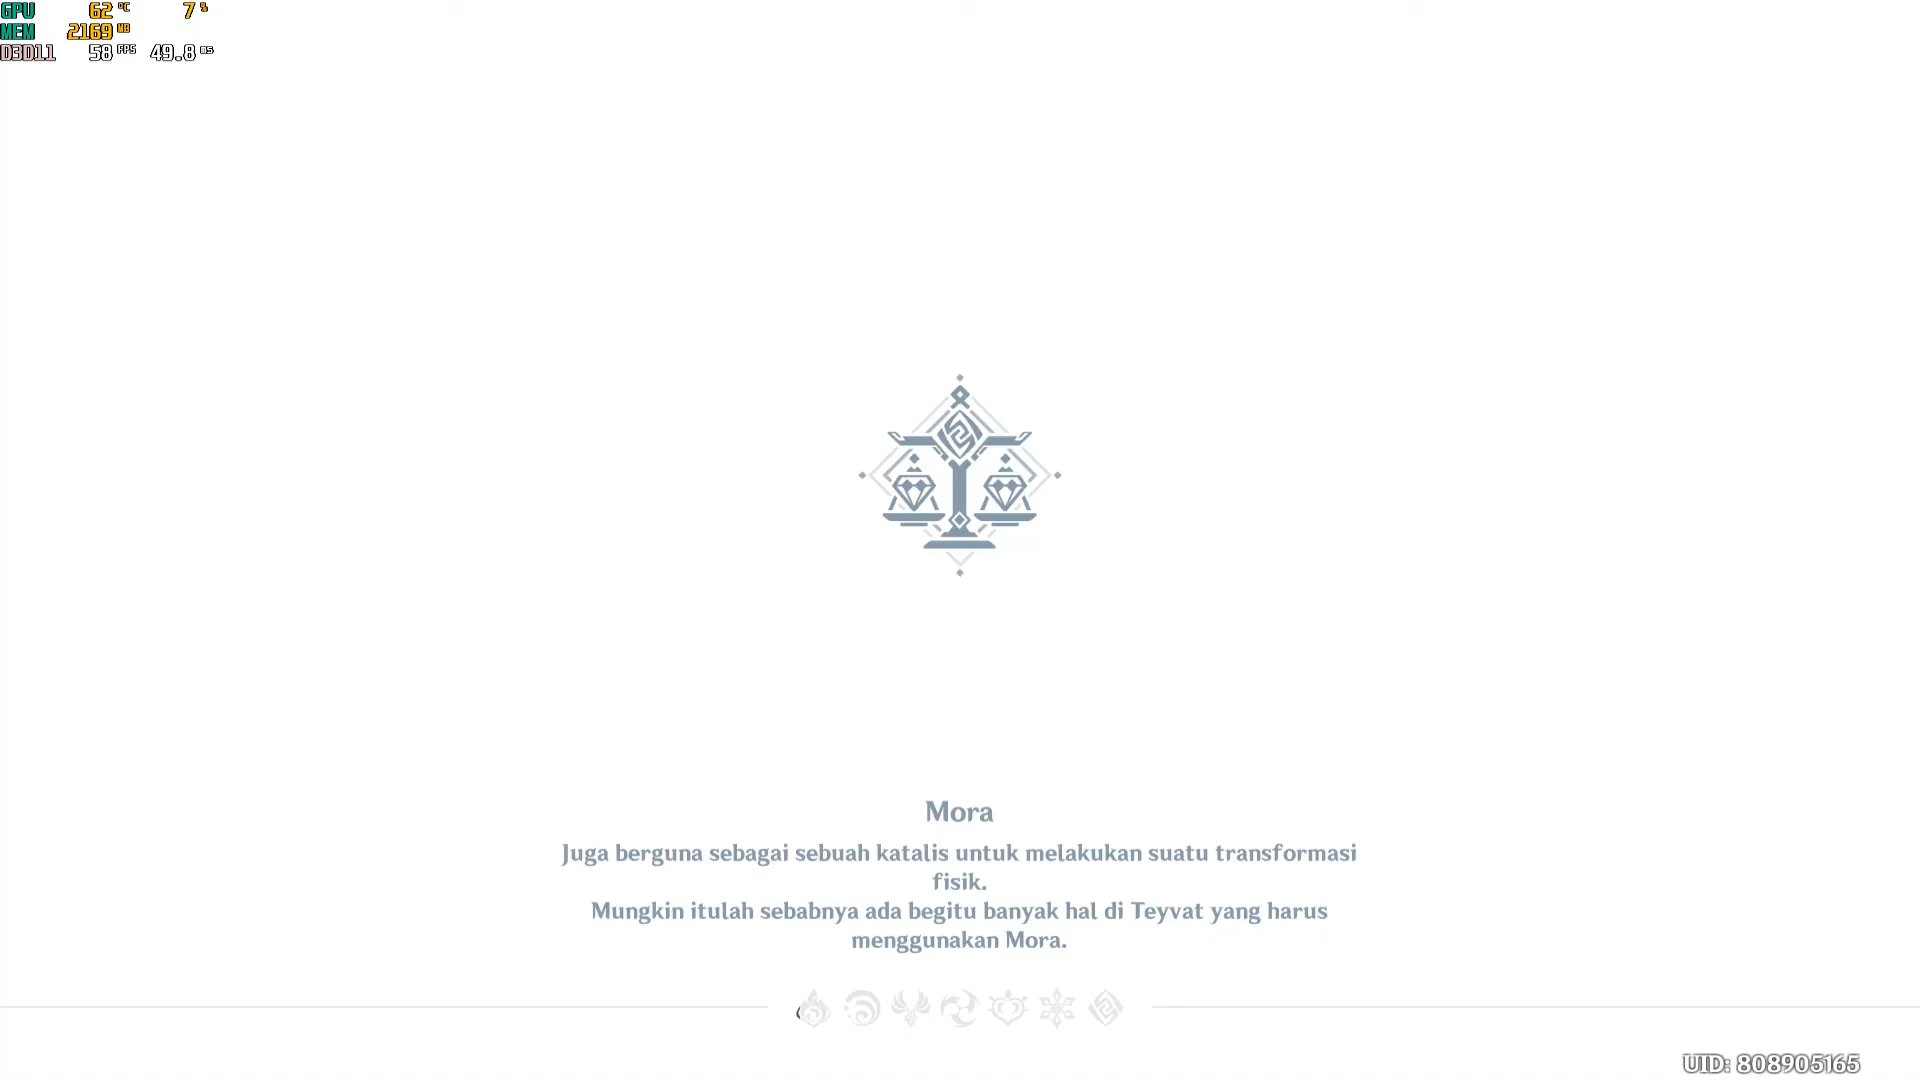 GPU 62 °C 7 %
MEM 2169 MB
D3D11 58 FPS 49.8 ms
Mora
Juga berguna sebagai sebuah katalis untuk melakukan suatu transformasi
fisik.
Mungkin itulah sebabnya ada begitu banyak hal di Teyvat yang harus
menggunakan Mora.
UID: 808905165